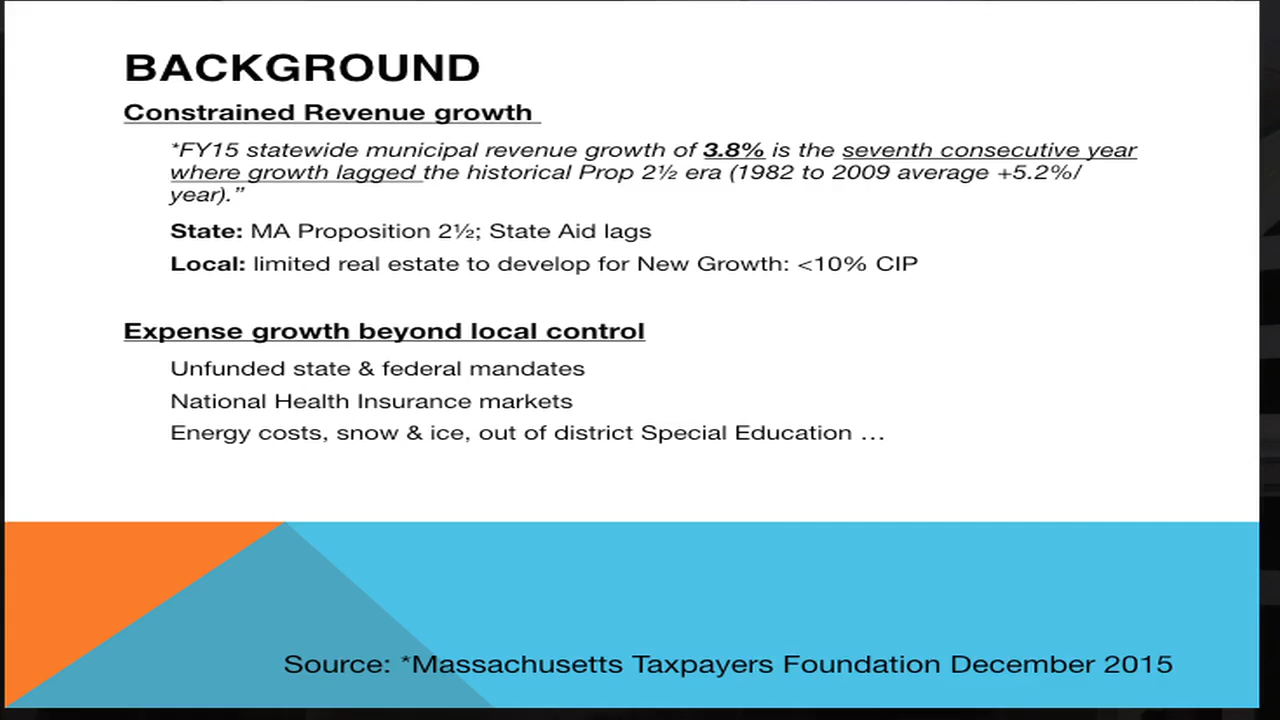 BACKGROUND
Constrained Revenue growth
*FY15 statewide municipal revenue growth of 3.8% is the seventh consecutive year
where growth lagged the historical Prop 2½ era (1982 to 2009 average +5.2%/
year).”
State: MA Proposition 2½; State Aid lags
Local: limited real estate to develop for New Growth: <10% CIP
Expense growth beyond local control
Unfunded state & federal mandates
National Health Insurance markets
Energy costs, snow & ice, out of district Special Education …
Source: *Massachusetts Taxpayers Foundation December 2015